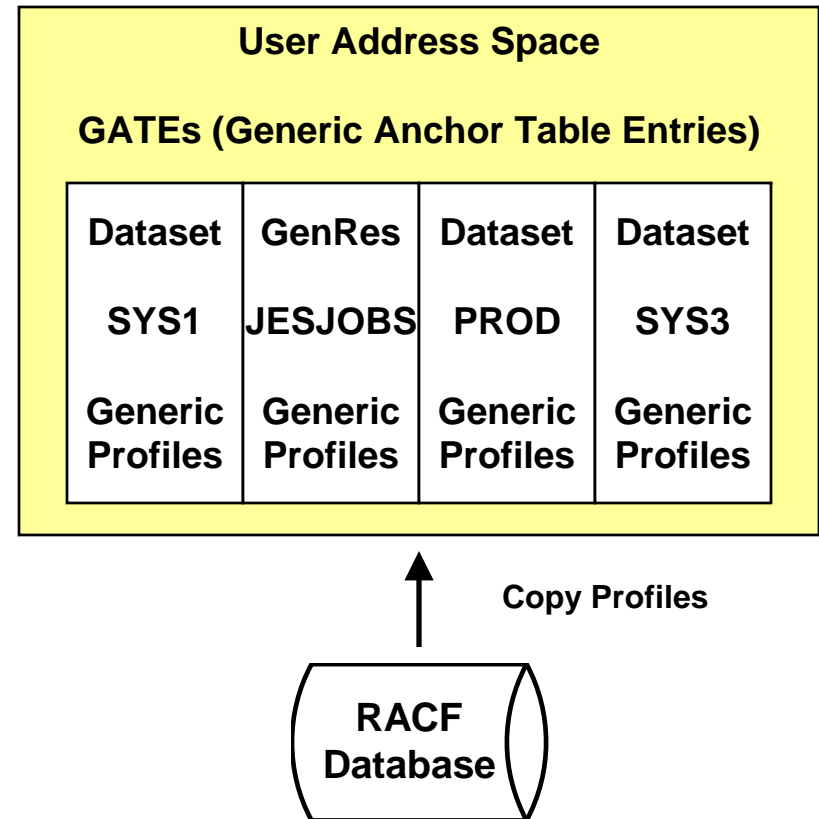 User Address Space
GATEs (Generic Anchor Table Entries)
Dataset
SYS1
Generic
Profiles
GenRes
JESJOBS
Generic
Profiles
Dataset
PROD
Generic
Profiles
Dataset
SYS3
Generic
Profiles
Copy Profiles
RACF
Database